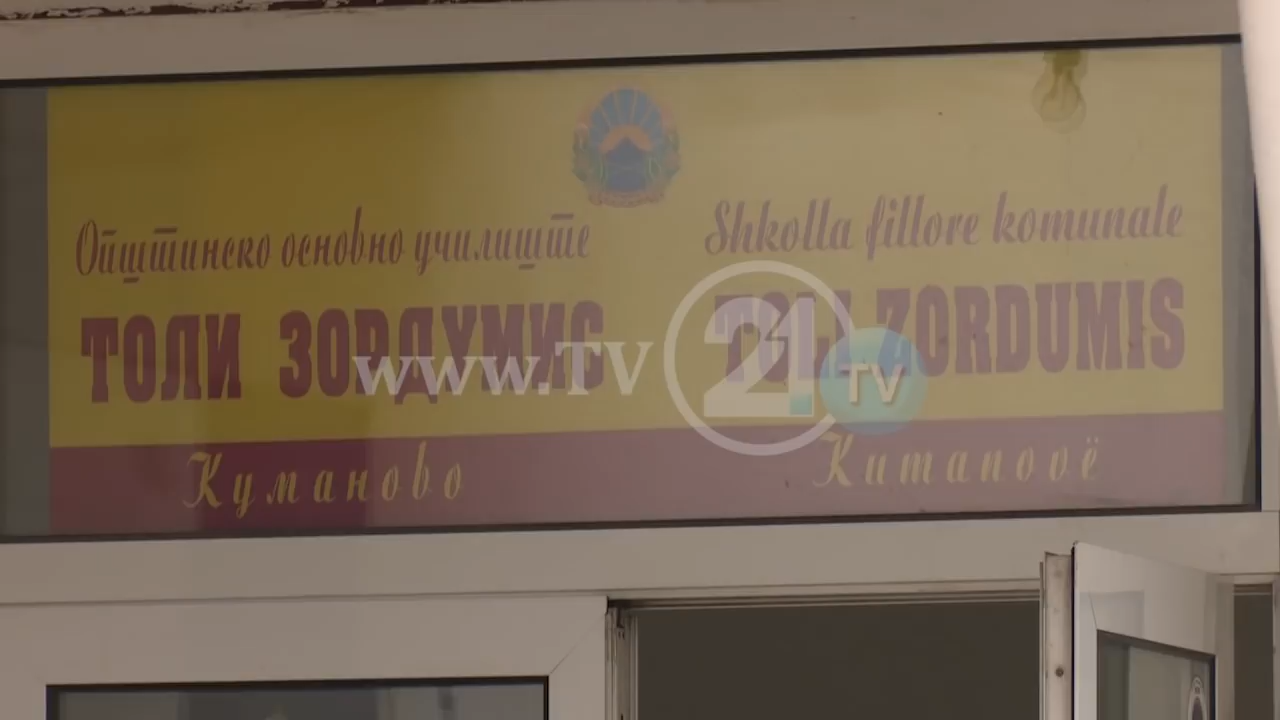 Општинско основно училиште
ТОЛИ ЗОРДУМИС
Куманово
Shkolla fillore komunale
TOLI ZORDUMIS
Kumanovë
www.TV 21 TV